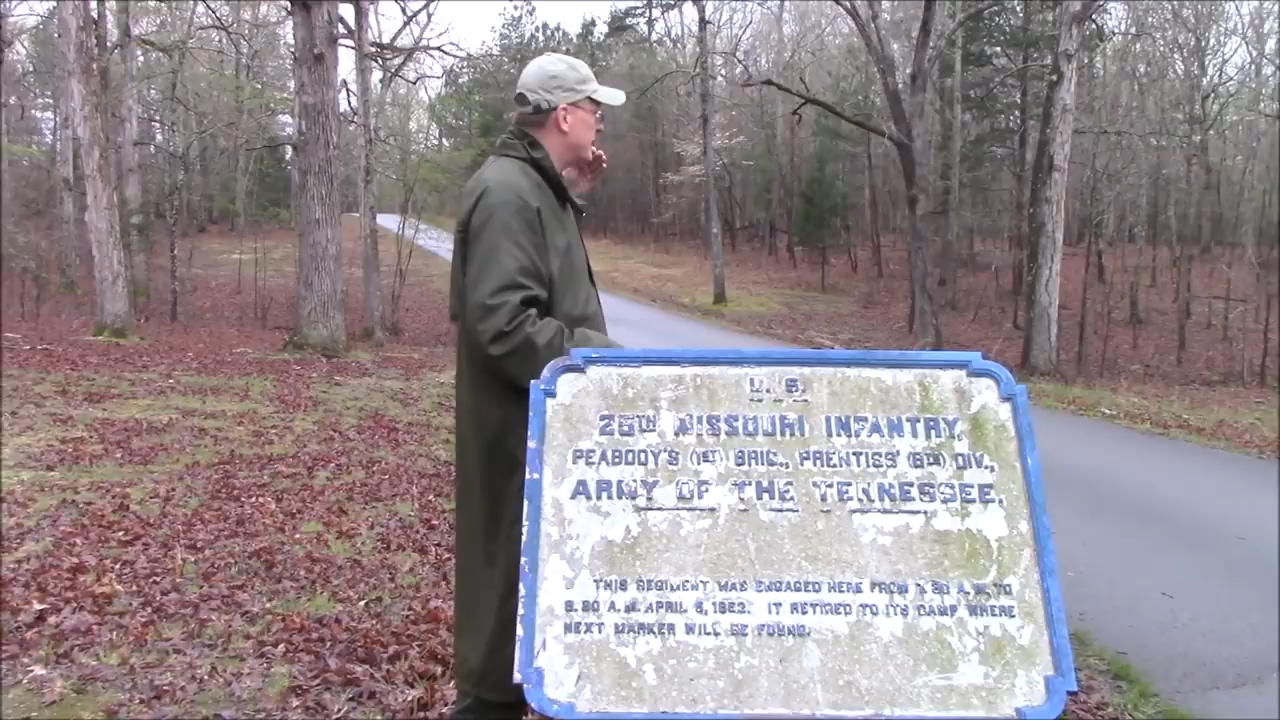 U. S.
25TH MISSOURI INFANTRY,
PEABODY'S (1ST) BRIG., PRENTISS' (6TH) DIV.,
ARMY OF THE TENNESSEE.
THIS REGIMENT WAS ENGAGED HERE FROM 7.30 A.M. TO
8.30 A.M. APRIL 6, 1862. IT RETIRED TO ITS CAMP WHERE
NEXT MARKER WILL BE FOUND.